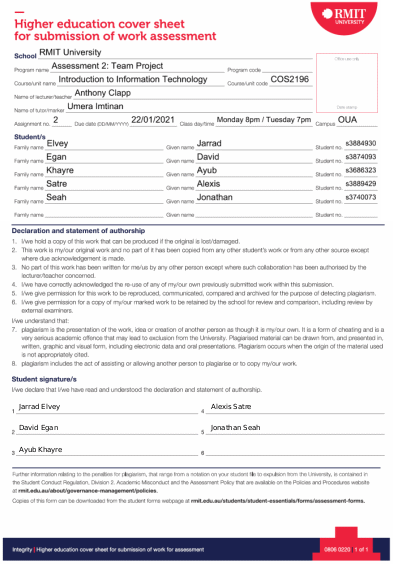 Higher education cover sheet
for submission of work assessment
RMIT
UNIVERSITY
School RMIT University
Office use only
Program name Assessment 2: Team Project Program code
Course/unit name Introduction to Information Technology Course/unit code COS2196
Name of lecturer/teacher Anthony Clapp
Name of tutor/marker Umera Imtinan
Date stamp
Assignment no. 2 Due date (DD/MM/YYYY) 22/01/2021 Class day/time Monday 8pm / Tuesday 7pm Campus OUA
Student/s
Family name Elvey Given name Jarrad Student no. s3884930
Family name Egan Given name David Student no. s3874093
Family name Khayre Given name Ayub Student no. s3686323
Family name Satre Given name Alexis Student no. s3889429
Family name Seah Given name Jonathan Student no. s3740073
Family name Given name Student no.
Declaration and statement of authorship
1. I/we hold a copy of this work that can be produced if the original is lost/damaged.
2. This work is my/our original work and no part of it has been copied from any other student's work or from any other source except
where due acknowledgement is made.
3. No part of this work has been written for me/us by any other person except where such collaboration has been authorised by the
lecturer/teacher concerned.
4. I/we have correctly acknowledged the re-use of any of my/our own previously submitted work within this submission.
5. I/we give permission for this work to be reproduced, communicated, compared and archived for the purpose of detecting plagiarism.
6. I/we give permission for a copy of my/our marked work to be retained by the school for review and comparison, including review by
external examiners.
I/we understand that:
7. plagiarism is the presentation of the work, idea or creation of another person as though it is my/our own. It is a form of cheating and is a
very serious academic offence that may lead to exclusion from the University. Plagiarised material can be drawn from, and presented in,
written, graphic and visual form, including electronic data and oral presentations. Plagiarism occurs when the origin of the material used
is not appropriately cited.
8. plagiarism includes the act of assisting or allowing another person to plagiarise or to copy my/our work.
Student signature/s
I/we declare that I/we have read and understood the declaration and statement of authorship.
1 Jarrad Elvey 4 Alexis Satre
2 David Egan 5 Jonathan Seah
3 Ayub Khayre 6
Further information relating to the penalties for plagiarism, that range from a notation on your student file to expulsion from the University, is contained in
the Student Conduct Regulation, Division 2. Academic Misconduct and the Assessment Policy that are available on the Policies and Procedures website
at rmit.edu.au/about/governance-management/policies.
Copies of this form can be downloaded from the student forms webpage at rmit.edu.au/students/student-essentials/forms/assessment-forms.
Integrity | Higher education cover sheet for submission of work for assessment 0808 0220 | 1 of 1